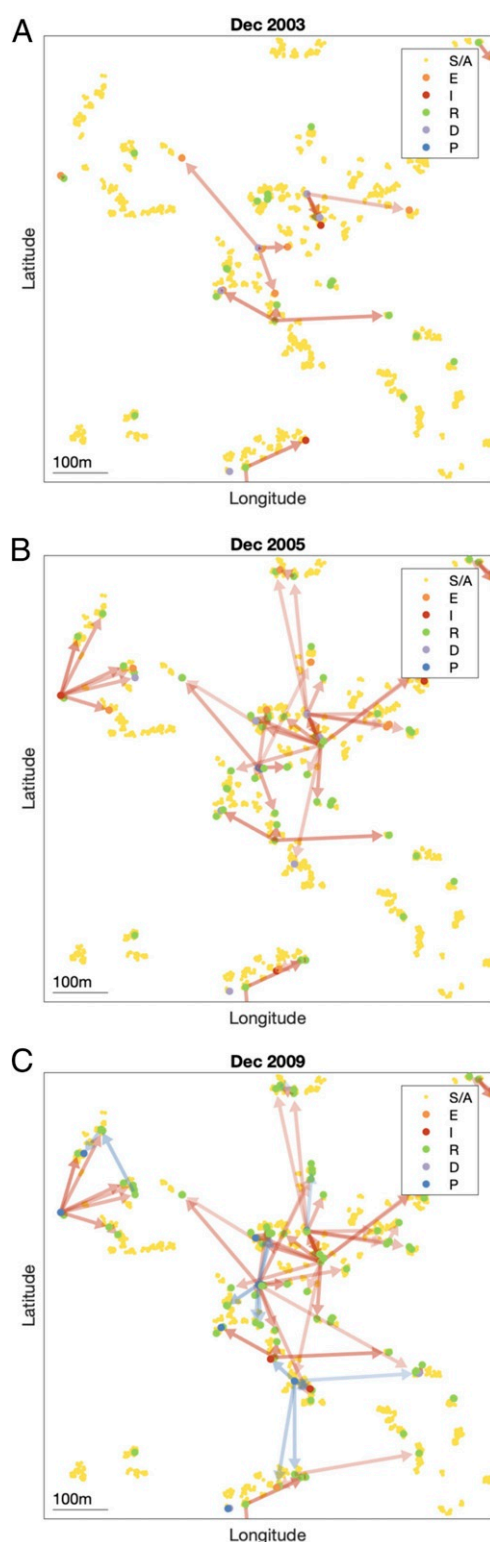 A
Dec 2003
S/A
E
I
R
D
P
Latitude
100m
Longitude
B
Dec 2005
S/A
E
I
R
D
P
Latitude
100m
Longitude
C
Dec 2009
S/A
E
I
R
D
P
Latitude
100m
Longitude